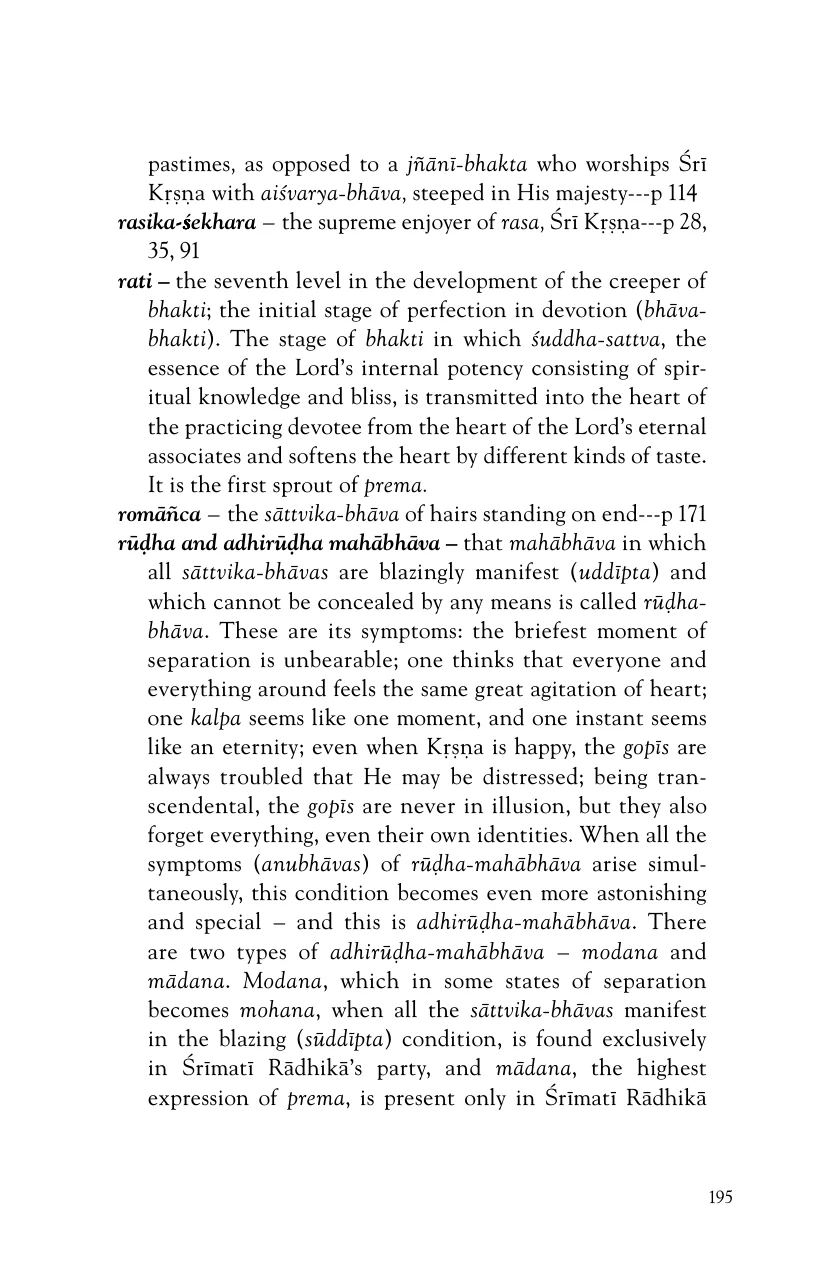 pastimes, as opposed to a jñānī-bhakta who worships Śrī
Kṛṣṇa with aiśvarya-bhāva, steeped in His majesty---p 114
rasika-śekhara – the supreme enjoyer of rasa, Śrī Kṛṣṇa---p 28,
35, 91
rati – the seventh level in the development of the creeper of
bhakti; the initial stage of perfection in devotion (bhāva-
bhakti). The stage of bhakti in which śuddha-sattva, the
essence of the Lord’s internal potency consisting of spir-
itual knowledge and bliss, is transmitted into the heart of
the practicing devotee from the heart of the Lord’s eternal
associates and softens the heart by different kinds of taste.
It is the first sprout of prema.
romāñca – the sāttvika-bhāva of hairs standing on end---p 171
rūḍha and adhirūḍha mahābhāva – that mahābhāva in which
all sāttvika-bhāvas are blazingly manifest (uddīpta) and
which cannot be concealed by any means is called rūḍha-
bhāva. These are its symptoms: the briefest moment of
separation is unbearable; one thinks that everyone and
everything around feels the same great agitation of heart;
one kalpa seems like one moment, and one instant seems
like an eternity; even when Kṛṣṇa is happy, the gopīs are
always troubled that He may be distressed; being tran-
scendental, the gopīs are never in illusion, but they also
forget everything, even their own identities. When all the
symptoms (anubhāvas) of rūḍha-mahābhāva arise simul-
taneously, this condition becomes even more astonishing
and special – and this is adhirūḍha-mahābhāva. There
are two types of adhirūḍha-mahābhāva – modana and
mādana. Modana, which in some states of separation
becomes mohana, when all the sāttvika-bhāvas manifest
in the blazing (sūddīpta) condition, is found exclusively
in Śrīmatī Rādhikā’s party, and mādana, the highest
expression of prema, is present only in Śrīmatī Rādhikā
195